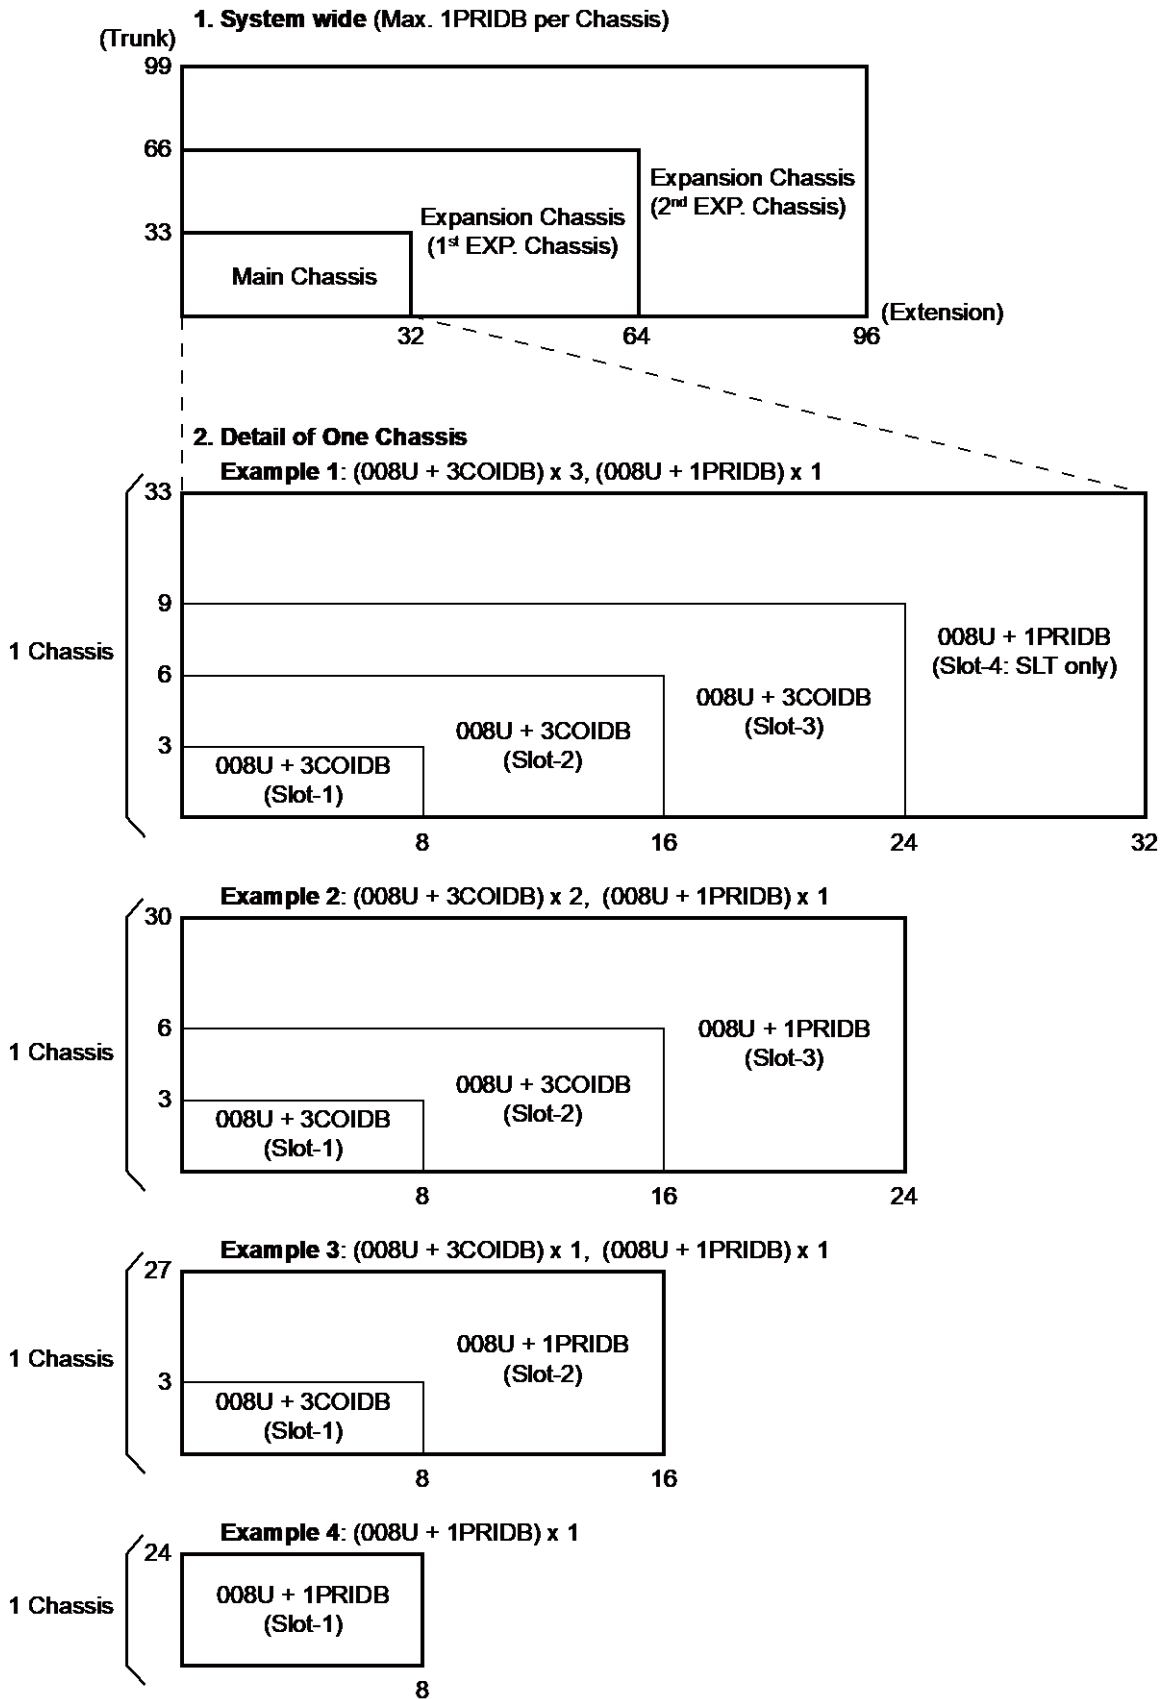 1. System wide (Max. 1PRIDB per Chassis)
(Trunk)
99
66
33
Expansion Chassis
(2nd EXP. Chassis)
Expansion Chassis
(1st EXP. Chassis)
Main Chassis
(Extension)
32
64
96
2. Detail of One Chassis
Example 1: (008U + 3COIDB) x 3, (008U + 1PRIDB) x 1
33
9
6
3
1 Chassis
008U + 1PRIDB
(Slot-4: SLT only)
008U + 3COIDB
(Slot-3)
008U + 3COIDB
(Slot-2)
008U + 3COIDB
(Slot-1)
8
16
24
32
Example 2: (008U + 3COIDB) x 2, (008U + 1PRIDB) x 1
30
6
3
1 Chassis
008U + 1PRIDB
(Slot-3)
008U + 3COIDB
(Slot-2)
008U + 3COIDB
(Slot-1)
8
16
24
Example 3: (008U + 3COIDB) x 1, (008U + 1PRIDB) x 1
27
3
1 Chassis
008U + 1PRIDB
(Slot-2)
008U + 3COIDB
(Slot-1)
8
16
Example 4: (008U + 1PRIDB) x 1
24
1 Chassis
008U + 1PRIDB
(Slot-1)
8